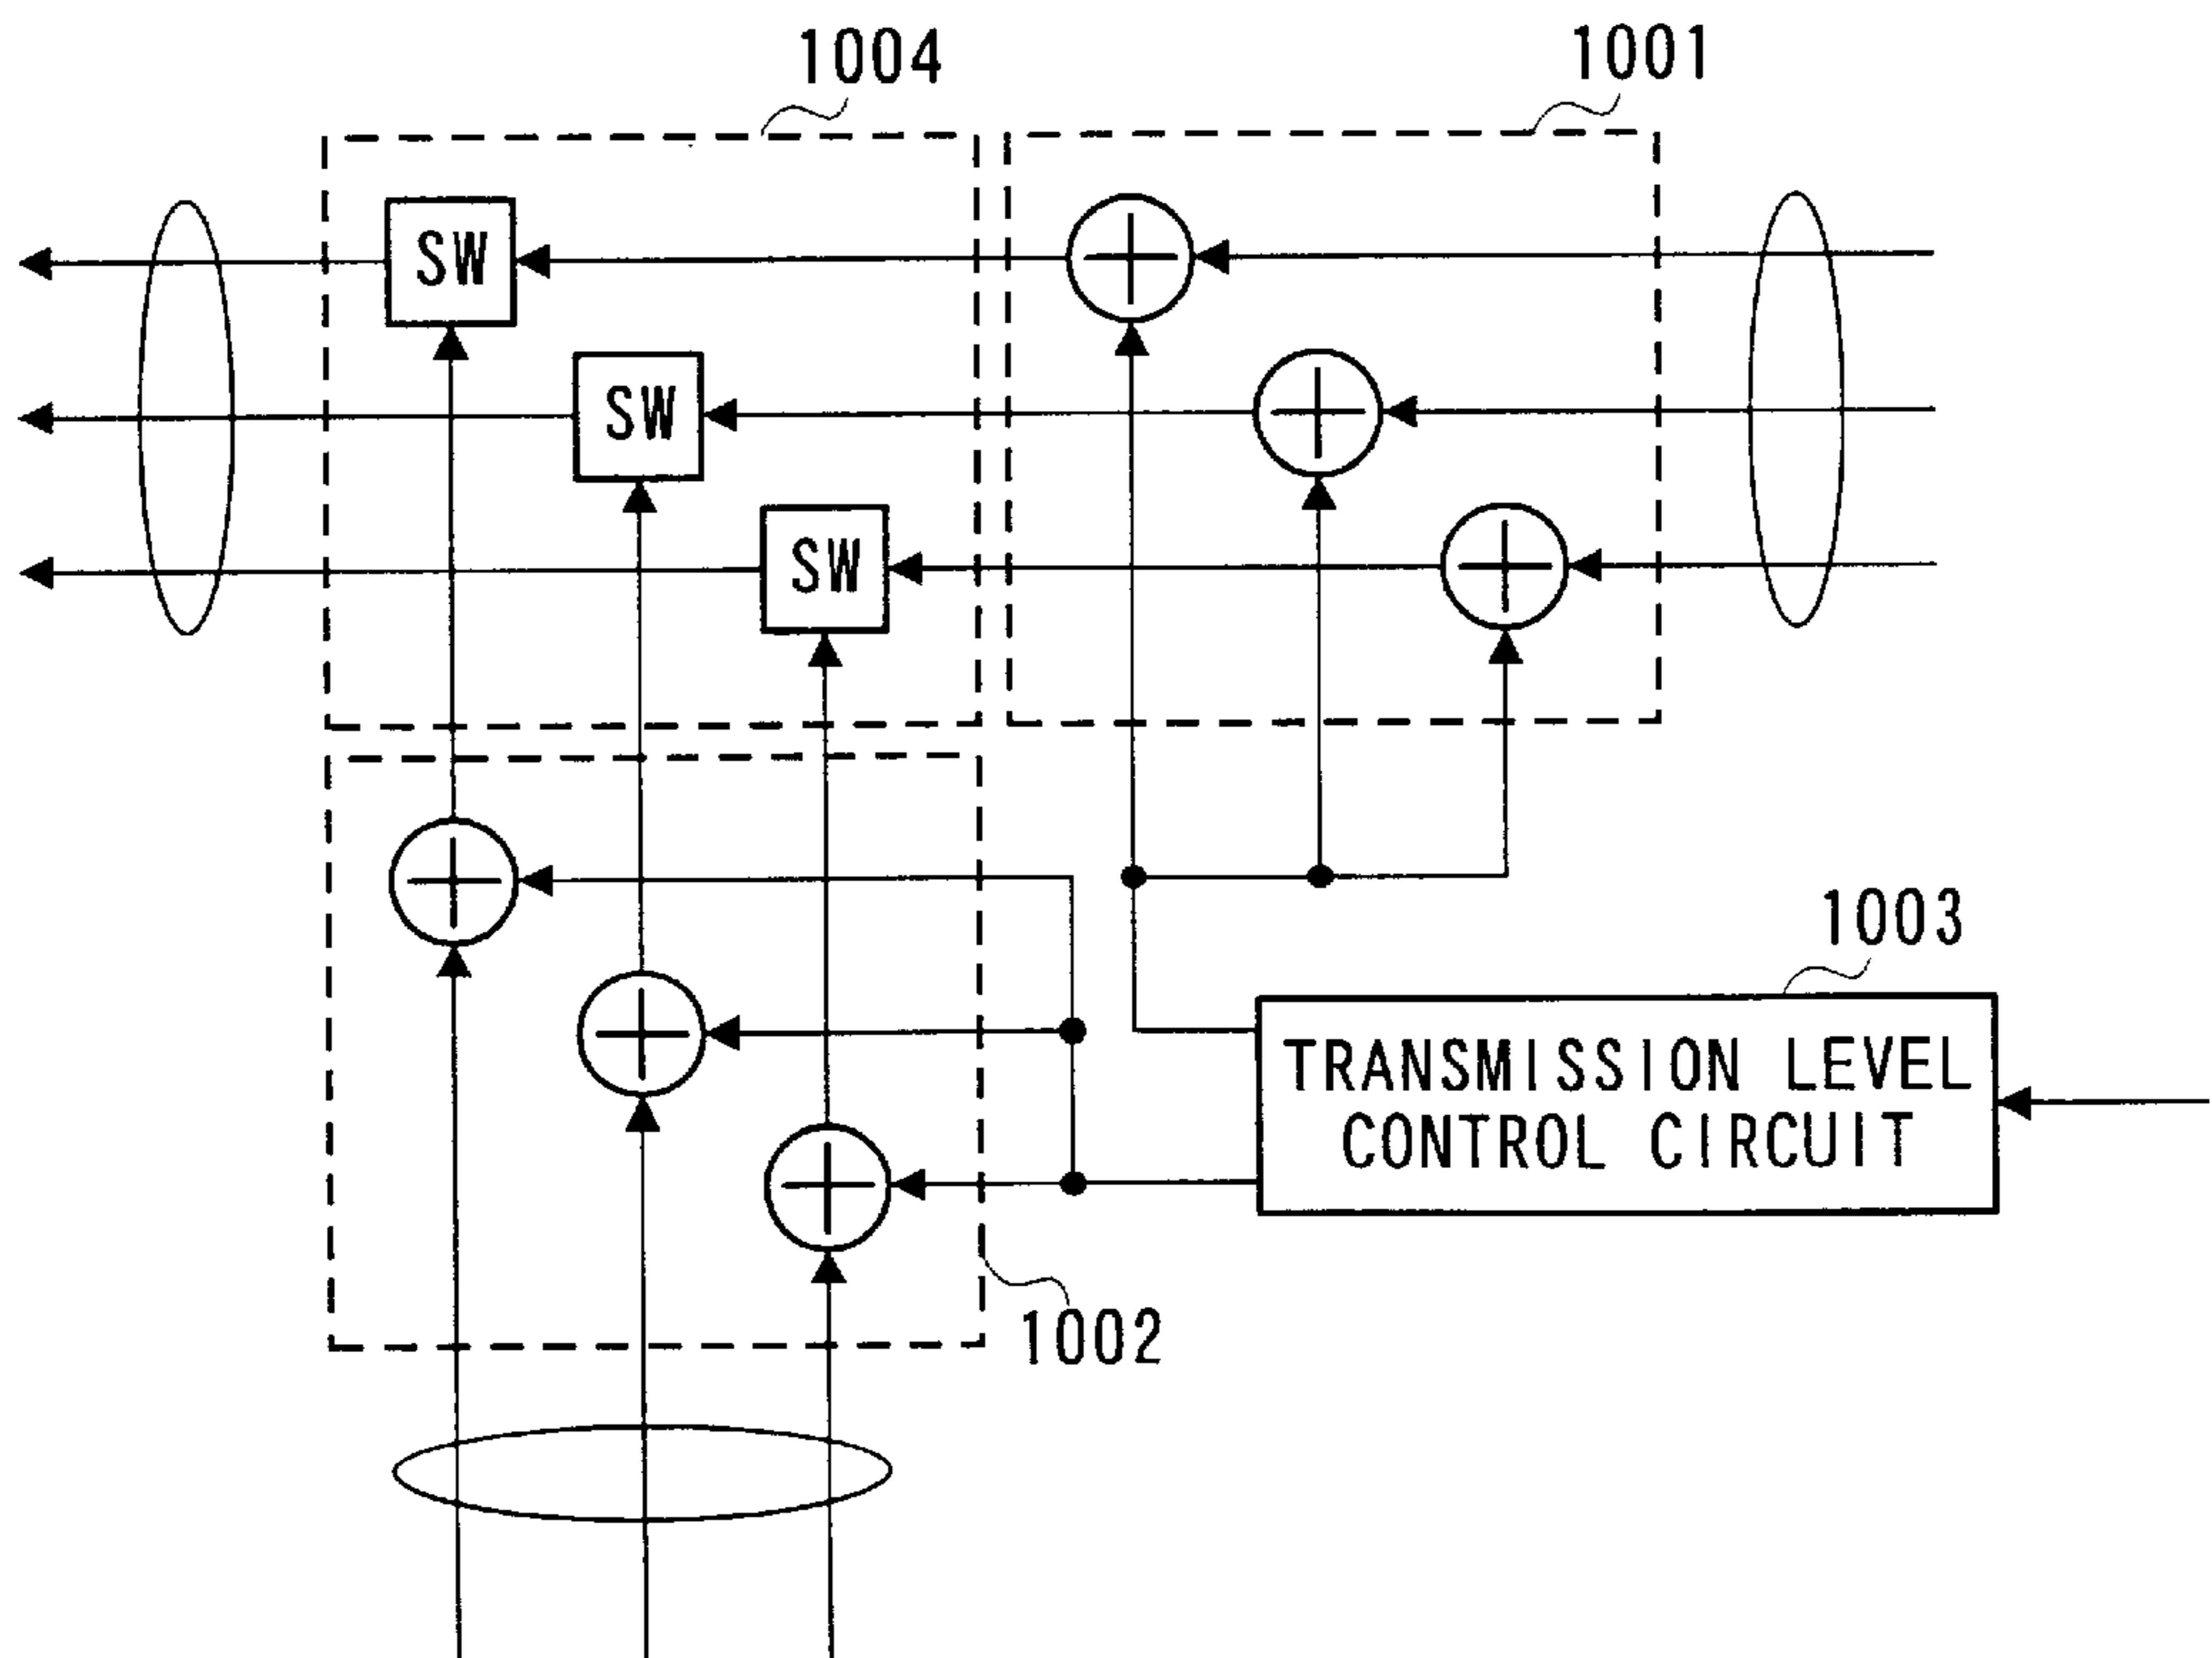 1004
1001
SW
SW
SW
1003
TRANSMISSION LEVEL
CONTROL CIRCUIT
1002